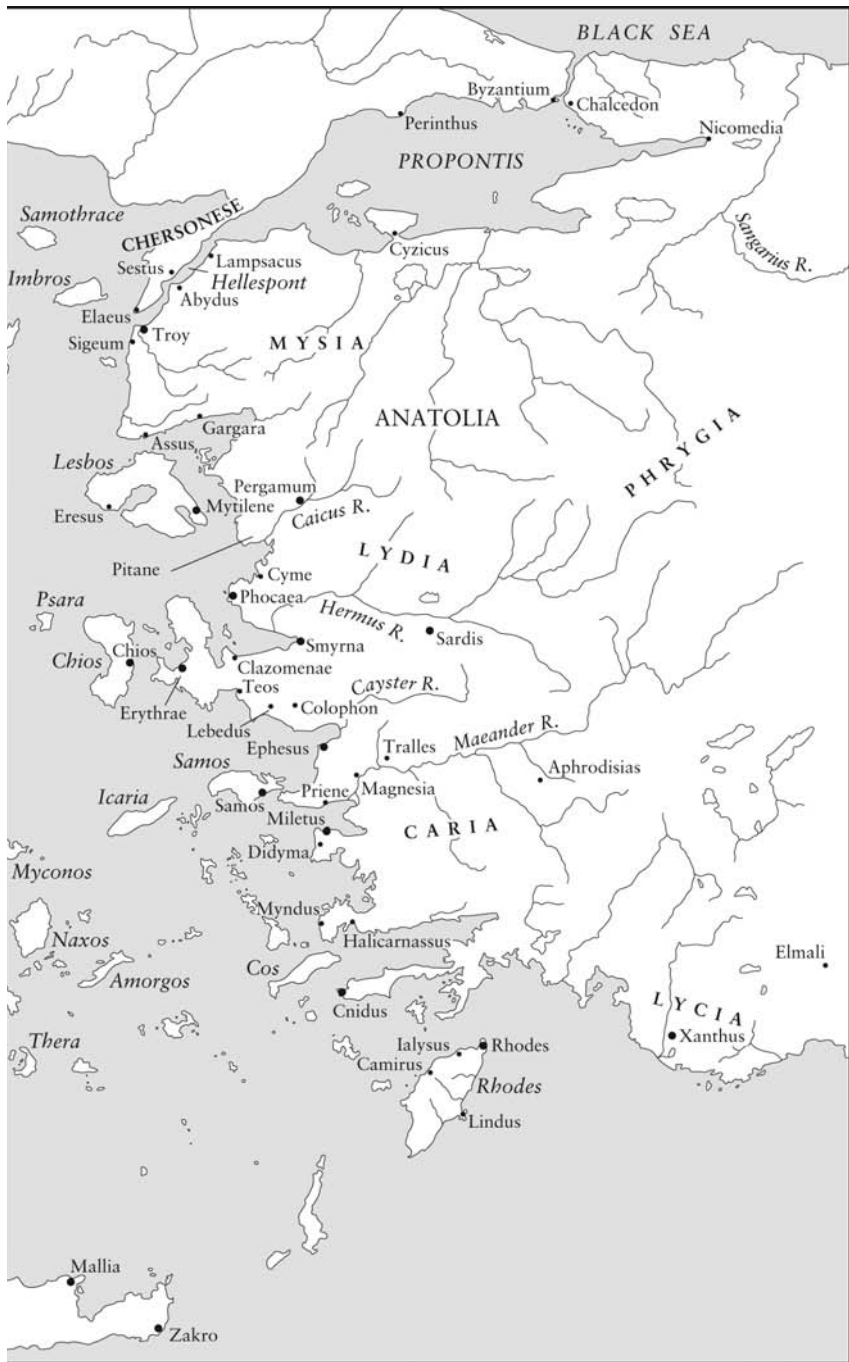 BLACK SEA
Byzantium
Chalcedon
Perinthus
Nicomedia
PROPONTIS
Samothrace
CHERSONESE
Sangarius R.
Cyzicus
Lampsacus
Sestus
Hellespont
Imbros
Abydus
Elaeus
Troy
Sigeum
MYSIA
ANATOLIA
PHRYGIA
Gargara
Assus
Lesbos
Pergamum
Mytilene
Caicus R.
Eresus
LYDIA
Pitane
Cyme
Phocaea
Psara
Hermus R.
Smyrna
Sardis
Chios
Chios
Clazomenae
Teos
Cayster R.
Erythrae
Colophon
Lebedus
Maeander R.
Ephesus
Tralles
Samos
Aphrodisias
Magnesia
Icaria
Samos
Priene
Miletus
CARIA
Didyma
Myconos
Myndus
Halicarnassus
Naxos
Elmali
Cos
Amorgos
Cnidus
LYCIA
Thera
Ialysus
Rhodes
Xanthus
Camirus
Rhodes
Lindus
Mallia
Zakro